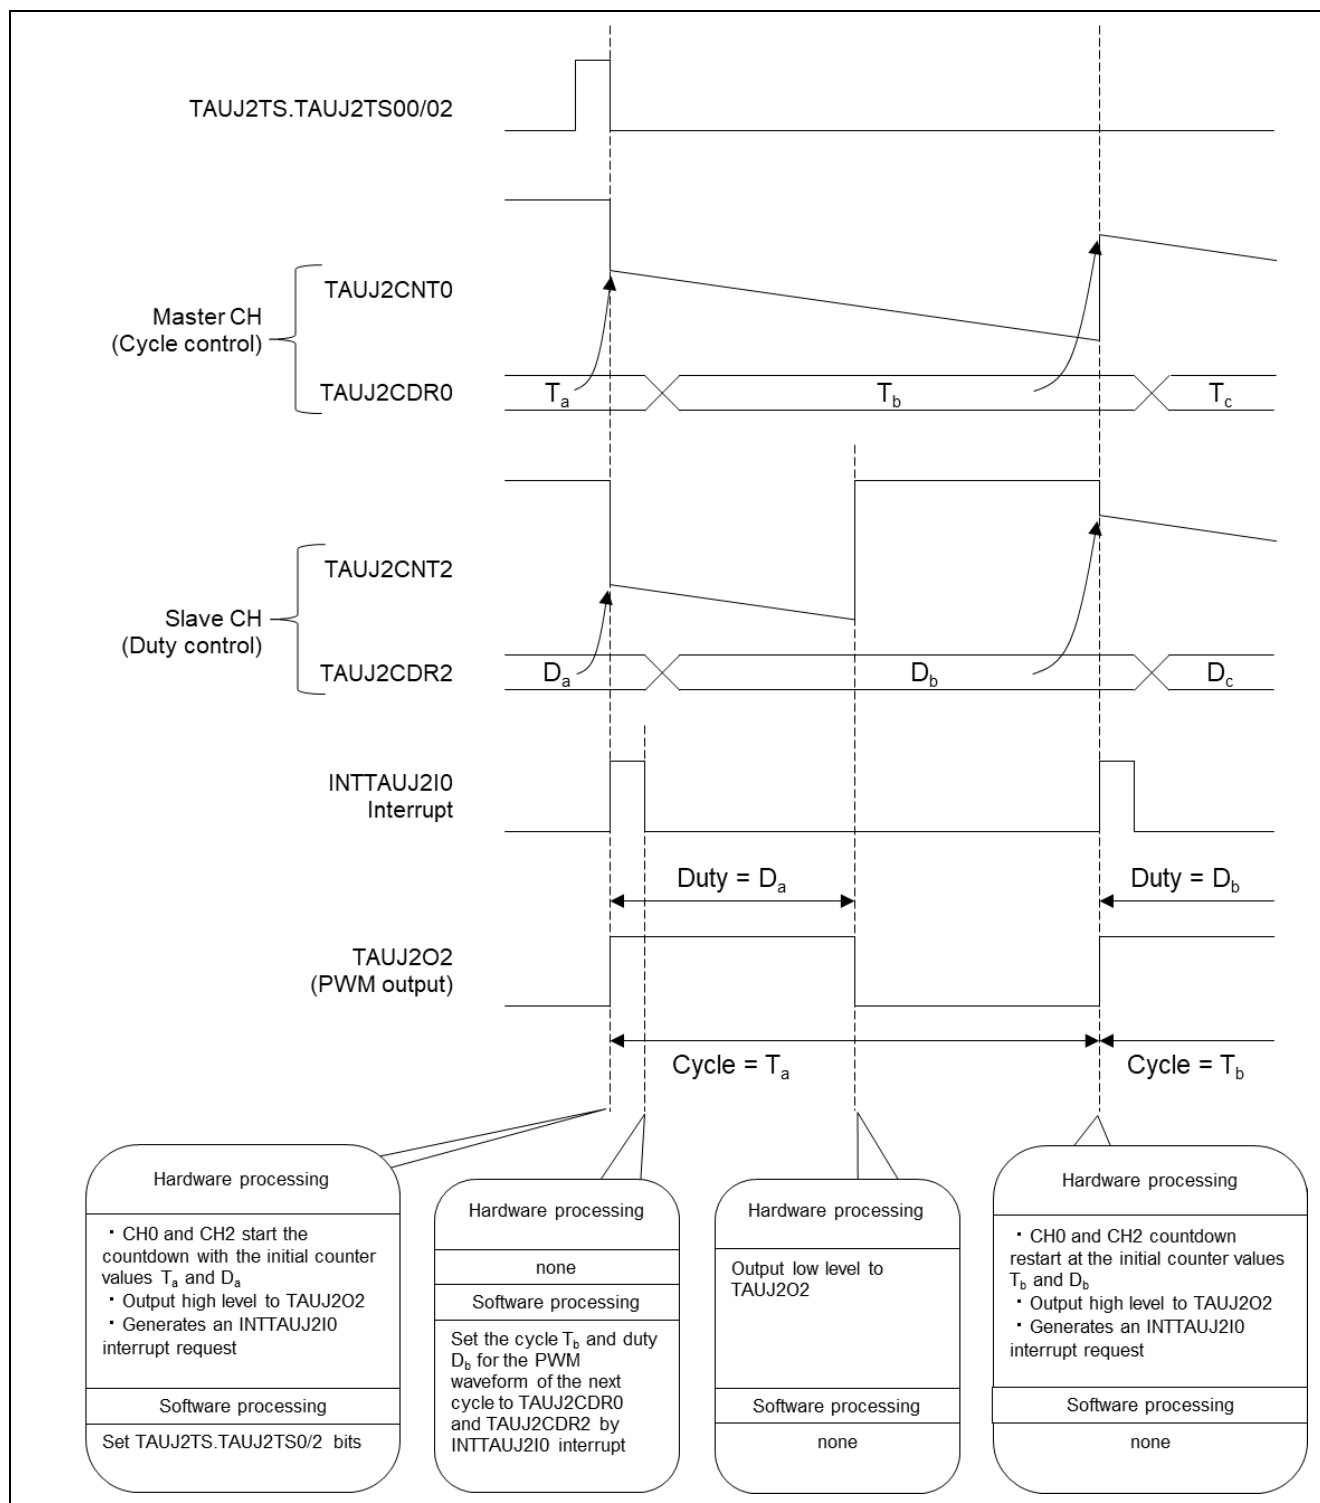 TAUJ2TS.TAUJ2TS00/02
Master CH
(Cycle control)
TAUJ2CNT0
TAUJ2CDR0
Ta
Tb
Tc
Slave CH
(Duty control)
TAUJ2CNT2
TAUJ2CDR2
Da
Db
Dc
INTTAUJ2I0
Interrupt
Duty = Da
Duty = Db
TAUJ2O2
(PWM output)
Cycle = Ta
Cycle = Tb
Hardware processing
・CH0 and CH2 start the
countdown with the initial counter
values Ta and Da
・Output high level to TAUJ2O2
・Generates an INTTAUJ2I0
interrupt request
Software processing
Set TAUJ2TS.TAUJ2TS0/2 bits
Hardware processing
none
Software processing
Set the cycle Tb and duty
Db for the PWM
waveform of the next
cycle to TAUJ2CDR0
and TAUJ2CDR2 by
INTTAUJ2I0 interrupt
Hardware processing
Output low level to
TAUJ2O2
Software processing
none
Hardware processing
・CH0 and CH2 countdown
restart at the initial counter values
Tb and Db
・Output high level to TAUJ2O2
・Generates an INTTAUJ2I0
interrupt request
Software processing
none